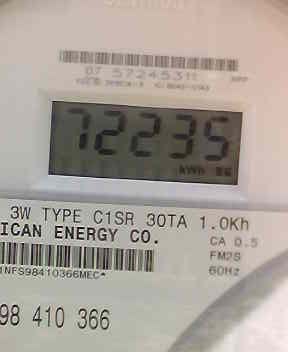 07 57245311
72235
kWh
3W TYPE C1SR 30TA 1.0Kh
ICAN ENERGY CO.
CA 0.5
FM2S
60Hz
1NFS98410366MEC*
98 410 366